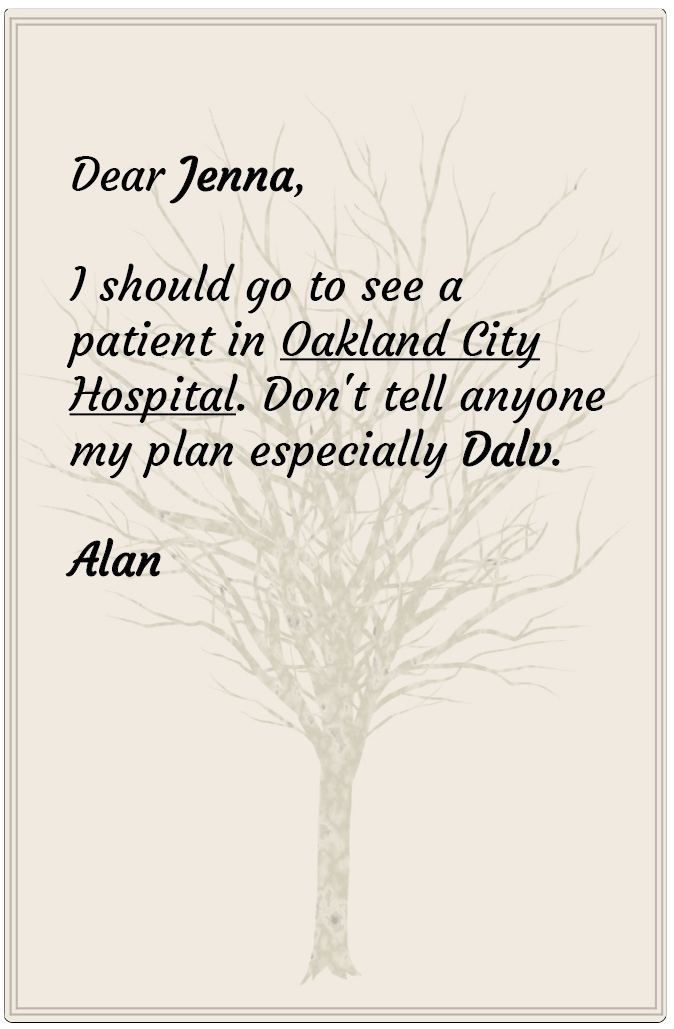 Dear Jenna,
I should go to see a
patient in Oakland City
Hospital. Don't tell anyone
my plan especially Dalv.
Alan